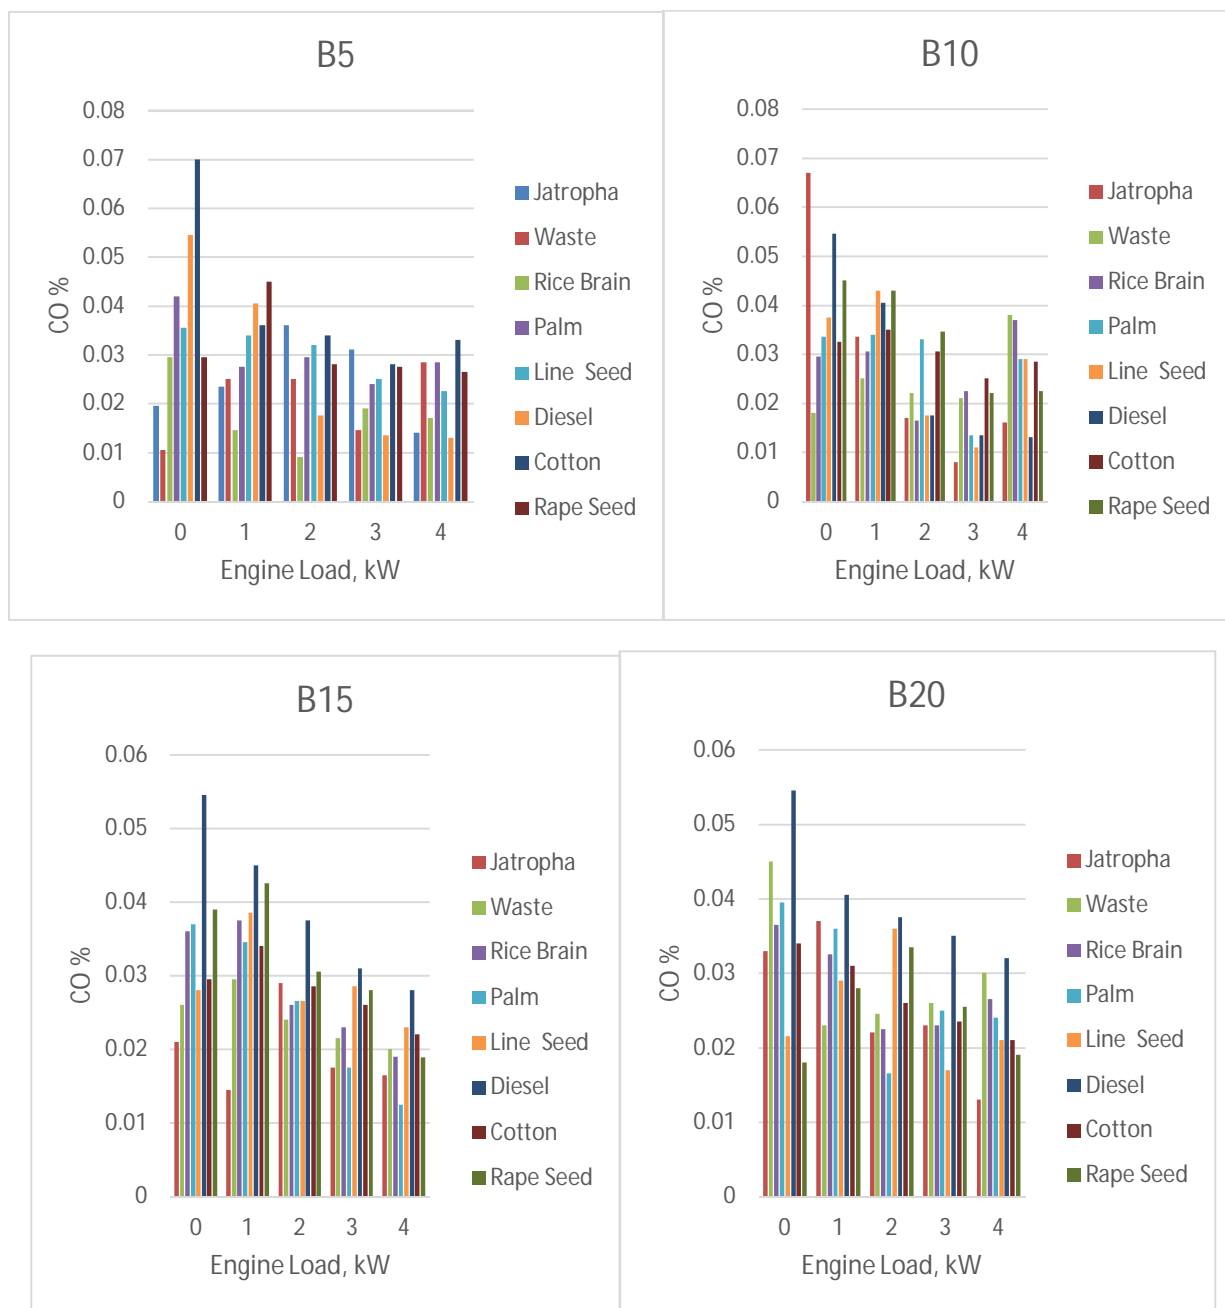 B5
0.08
0.07
0.06
0.05
0.04
0.03
0.02
0.01
0
CO %
0 1 2 3 4
Engine Load, kW
Jatropha
Waste
Rice Brain
Palm
Line Seed
Diesel
Cotton
Rape Seed
B10
0.08
0.07
0.06
0.05
0.04
0.03
0.02
0.01
0
CO %
0 1 2 3 4
Engine Load, kW
Jatropha
Waste
Rice Brain
Palm
Line Seed
Diesel
Cotton
Rape Seed
B15
0.06
0.05
0.04
0.03
0.02
0.01
0
CO %
0 1 2 3 4
Engine Load, kW
Jatropha
Waste
Rice Brain
Palm
Line Seed
Diesel
Cotton
Rape Seed
B20
0.06
0.05
0.04
0.03
0.02
0.01
0
CO %
0 1 2 3 4
Engine Load, kW
Jatropha
Waste
Rice Brain
Palm
Line Seed
Diesel
Cotton
Rape Seed